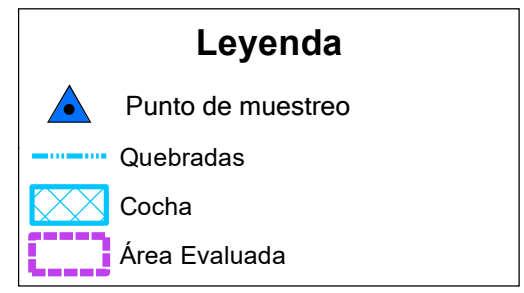 Leyenda
Punto de muestreo
Quebradas
Cocha
Área Evaluada